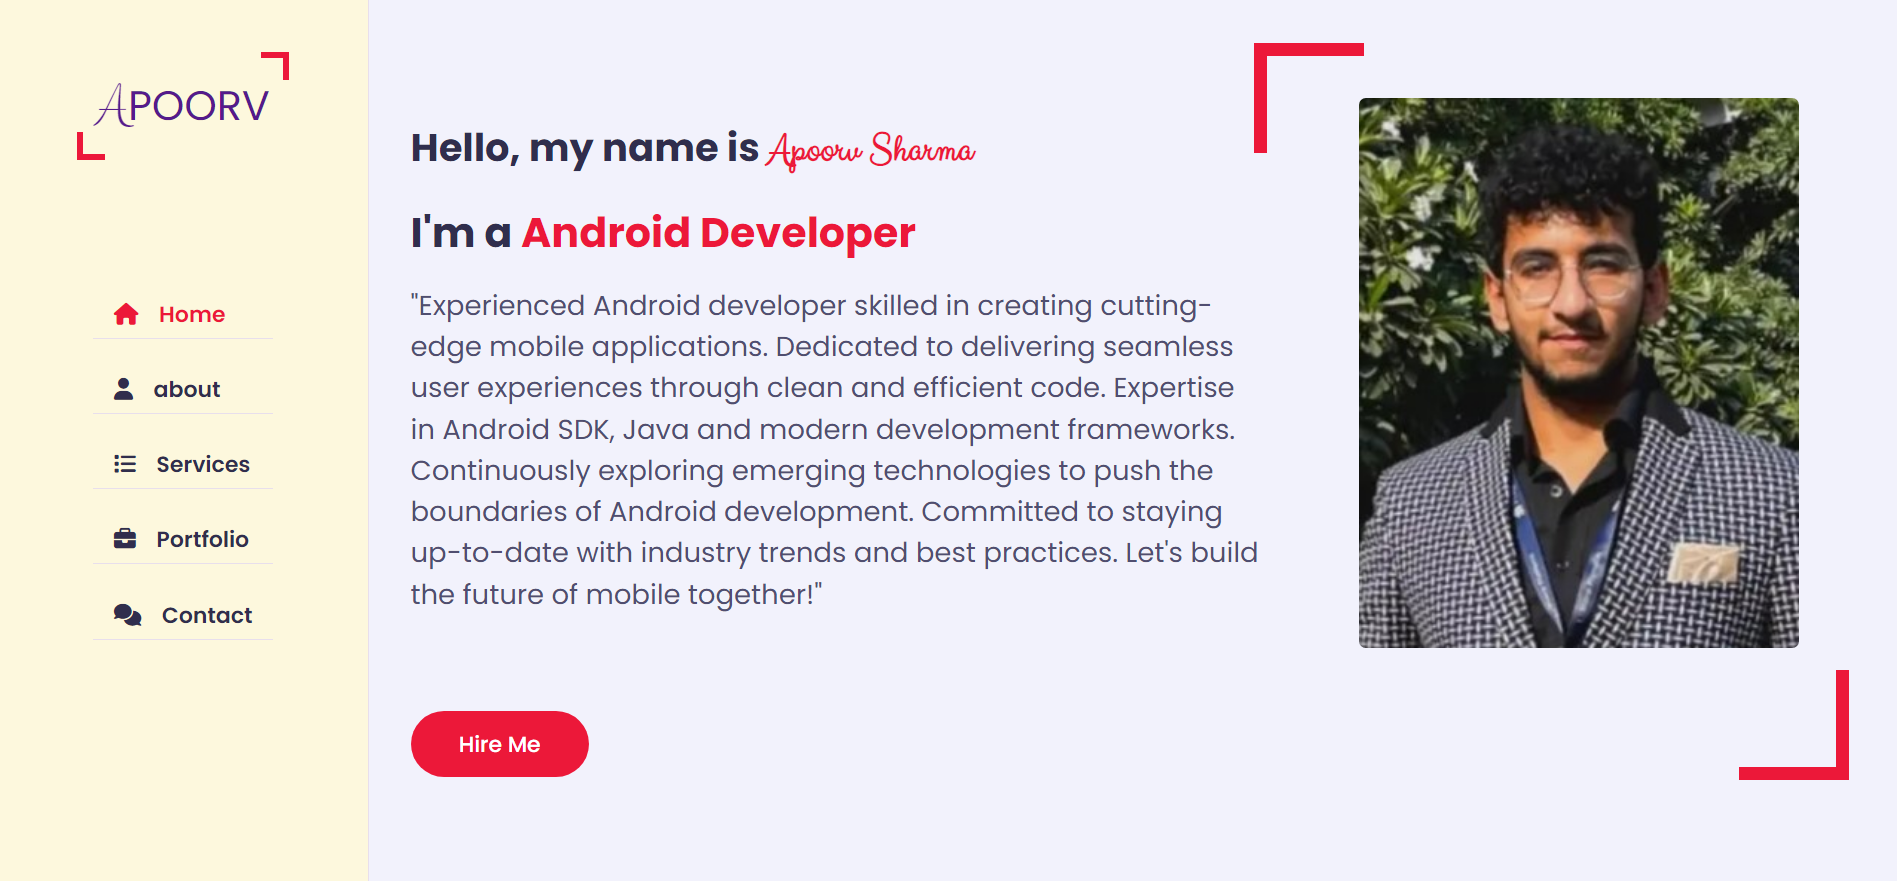 APOORV
Home
about
Services
Portfolio
Contact
Hello, my name is Apoorv Sharma
I'm a Android Developer
"Experienced Android developer skilled in creating cutting-
edge mobile applications. Dedicated to delivering seamless
user experiences through clean and efficient code. Expertise
in Android SDK, Java and modern development frameworks.
Continuously exploring emerging technologies to push the
boundaries of Android development. Committed to staying
up-to-date with industry trends and best practices. Let's build
the future of mobile together!"
Hire Me